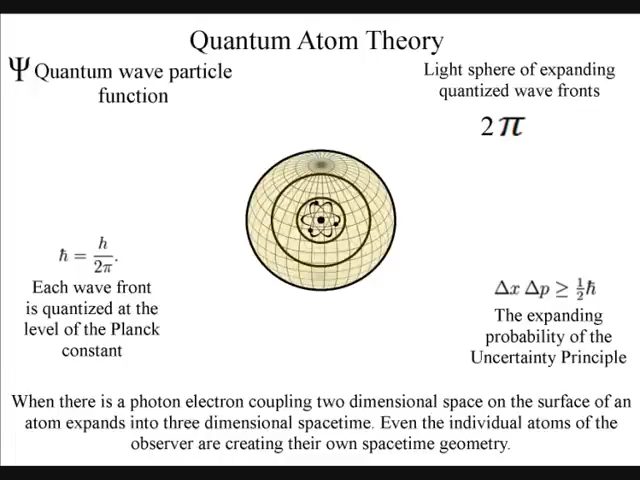 Quantum Atom Theory
Ψ Quantum wave particle
function
Light sphere of expanding
quantized wave fronts
2π
ħ = h/2π.
Each wave front
is quantized at the
level of the Planck
constant
Δx Δp ≥ ½ħ
The expanding
probability of the
Uncertainty Principle
When there is a photon electron coupling two dimensional space on the surface of an
atom expands into three dimensional spacetime. Even the individual atoms of the
observer are creating their own spacetime geometry.